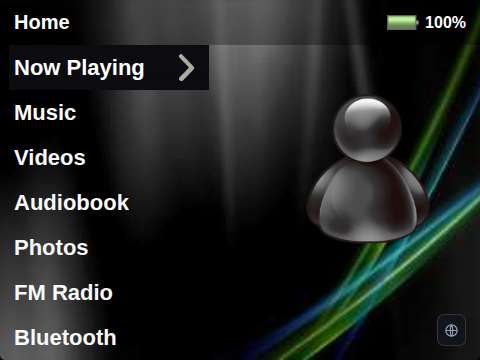 Home
100%
Now Playing
Music
Videos
Audiobook
Photos
FM Radio
Bluetooth